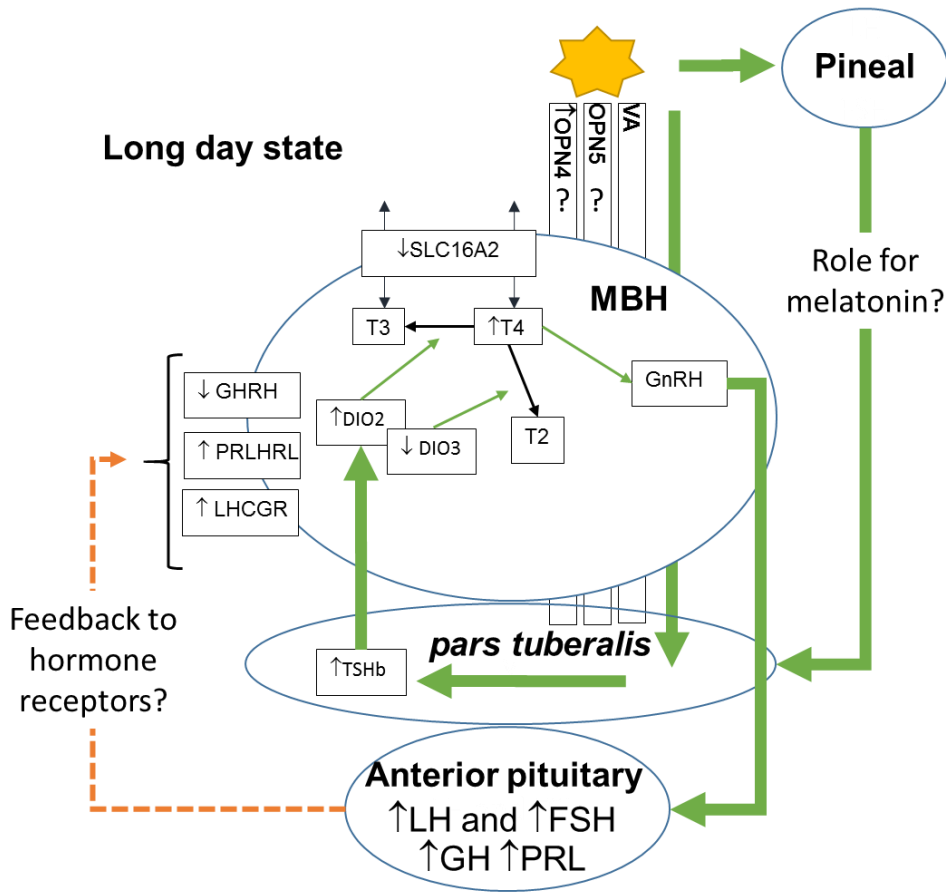 Pineal
Long day state
↑OPN4 ?
OPN5 ?
VA
↓SLC16A2
MBH
Role for
melatonin?
T3
↑T4
GnRH
↓ GHRH
↑DIO2
↓ DIO3
T2
↑ PRLHRL
↑ LHCGR
Feedback to
hormone
receptors?
pars tuberalis
↑TSHb
Anterior pituitary
↑LH and ↑FSH
↑GH ↑PRL